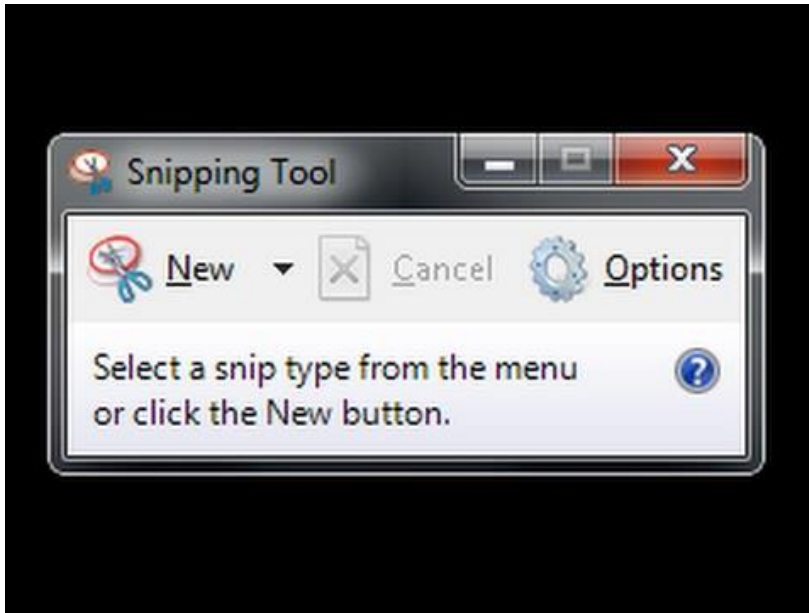 Snipping Tool
New Cancel Options
Select a snip type from the menu
or click the New button.